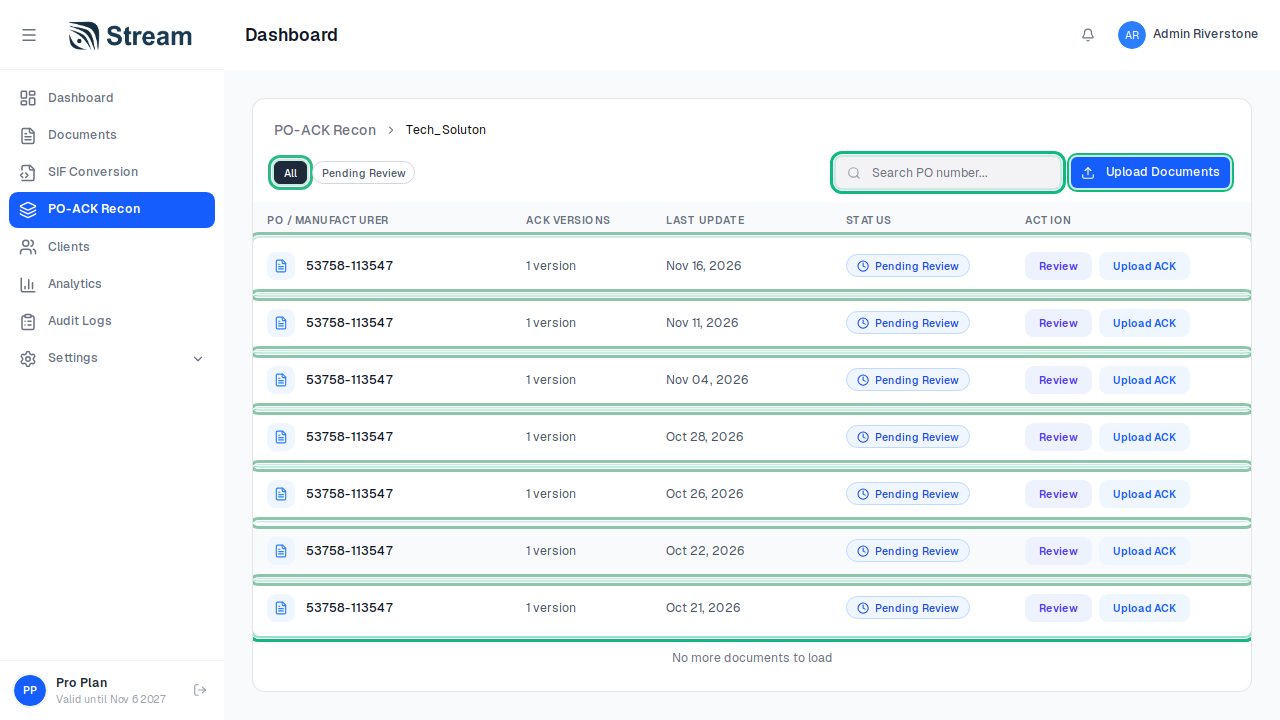 Stream
Dashboard
AR
Admin Riverstone
Dashboard
Documents
SIF Conversion
PO-ACK Recon
Clients
Analytics
Audit Logs
Settings
PO-ACK Recon
Tech_Soluton
All
Pending Review
Search PO number...
Upload Documents
PO / MANUFACTURER ACK VERSIONS LAST UPDATE STATUS ACTION
53758-113547 1 version Nov 16, 2026 Pending Review Review Upload ACK
53758-113547 1 version Nov 11, 2026 Pending Review Review Upload ACK
53758-113547 1 version Nov 04, 2026 Pending Review Review Upload ACK
53758-113547 1 version Oct 28, 2026 Pending Review Review Upload ACK
53758-113547 1 version Oct 26, 2026 Pending Review Review Upload ACK
53758-113547 1 version Oct 22, 2026 Pending Review Review Upload ACK
53758-113547 1 version Oct 21, 2026 Pending Review Review Upload ACK
No more documents to load
PP
Pro Plan
Valid until Nov 6 2027